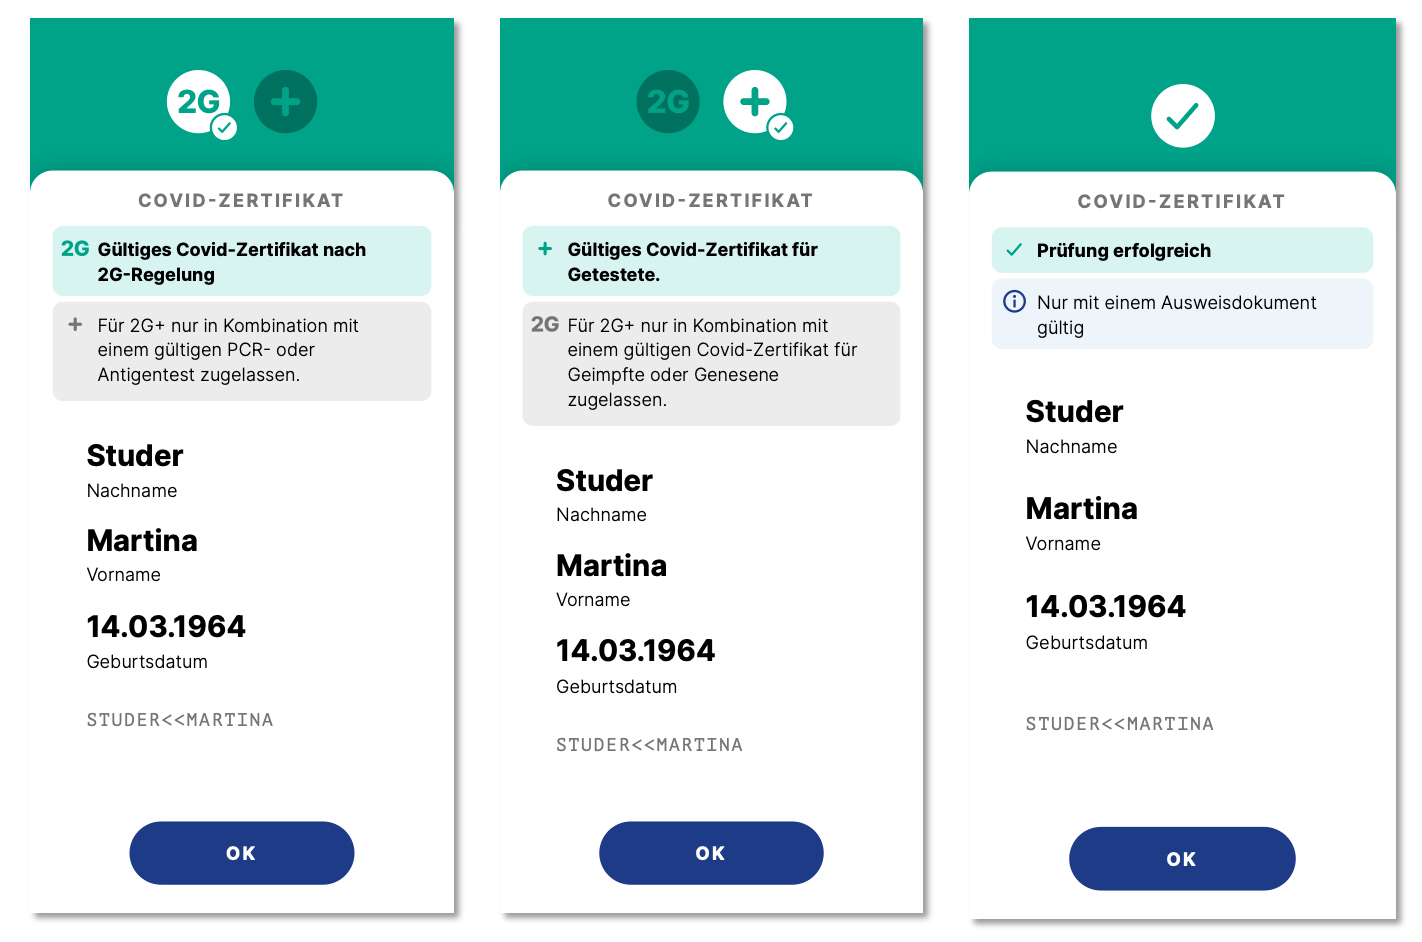 2G
COVID-ZERTIFIKAT
2G Gültiges Covid-Zertifikat nach
2G-Regelung
+ Für 2G+ nur in Kombination mit
einem gültigen PCR- oder
Antigentest zugelassen.
Studer
Nachname
Martina
Vorname
14.03.1964
Geburtsdatum
STUDER<<MARTINA
OK
2G
COVID-ZERTIFIKAT
+ Gültiges Covid-Zertifikat für
Getestete.
2G Für 2G+ nur in Kombination mit
einem gültigen Covid-Zertifikat für
Geimpfte oder Genesene
zugelassen.
Studer
Nachname
Martina
Vorname
14.03.1964
Geburtsdatum
STUDER<<MARTINA
OK
COVID-ZERTIFIKAT
Prüfung erfolgreich
Nur mit einem Ausweisdokument
gültig
Studer
Nachname
Martina
Vorname
14.03.1964
Geburtsdatum
STUDER<<MARTINA
OK